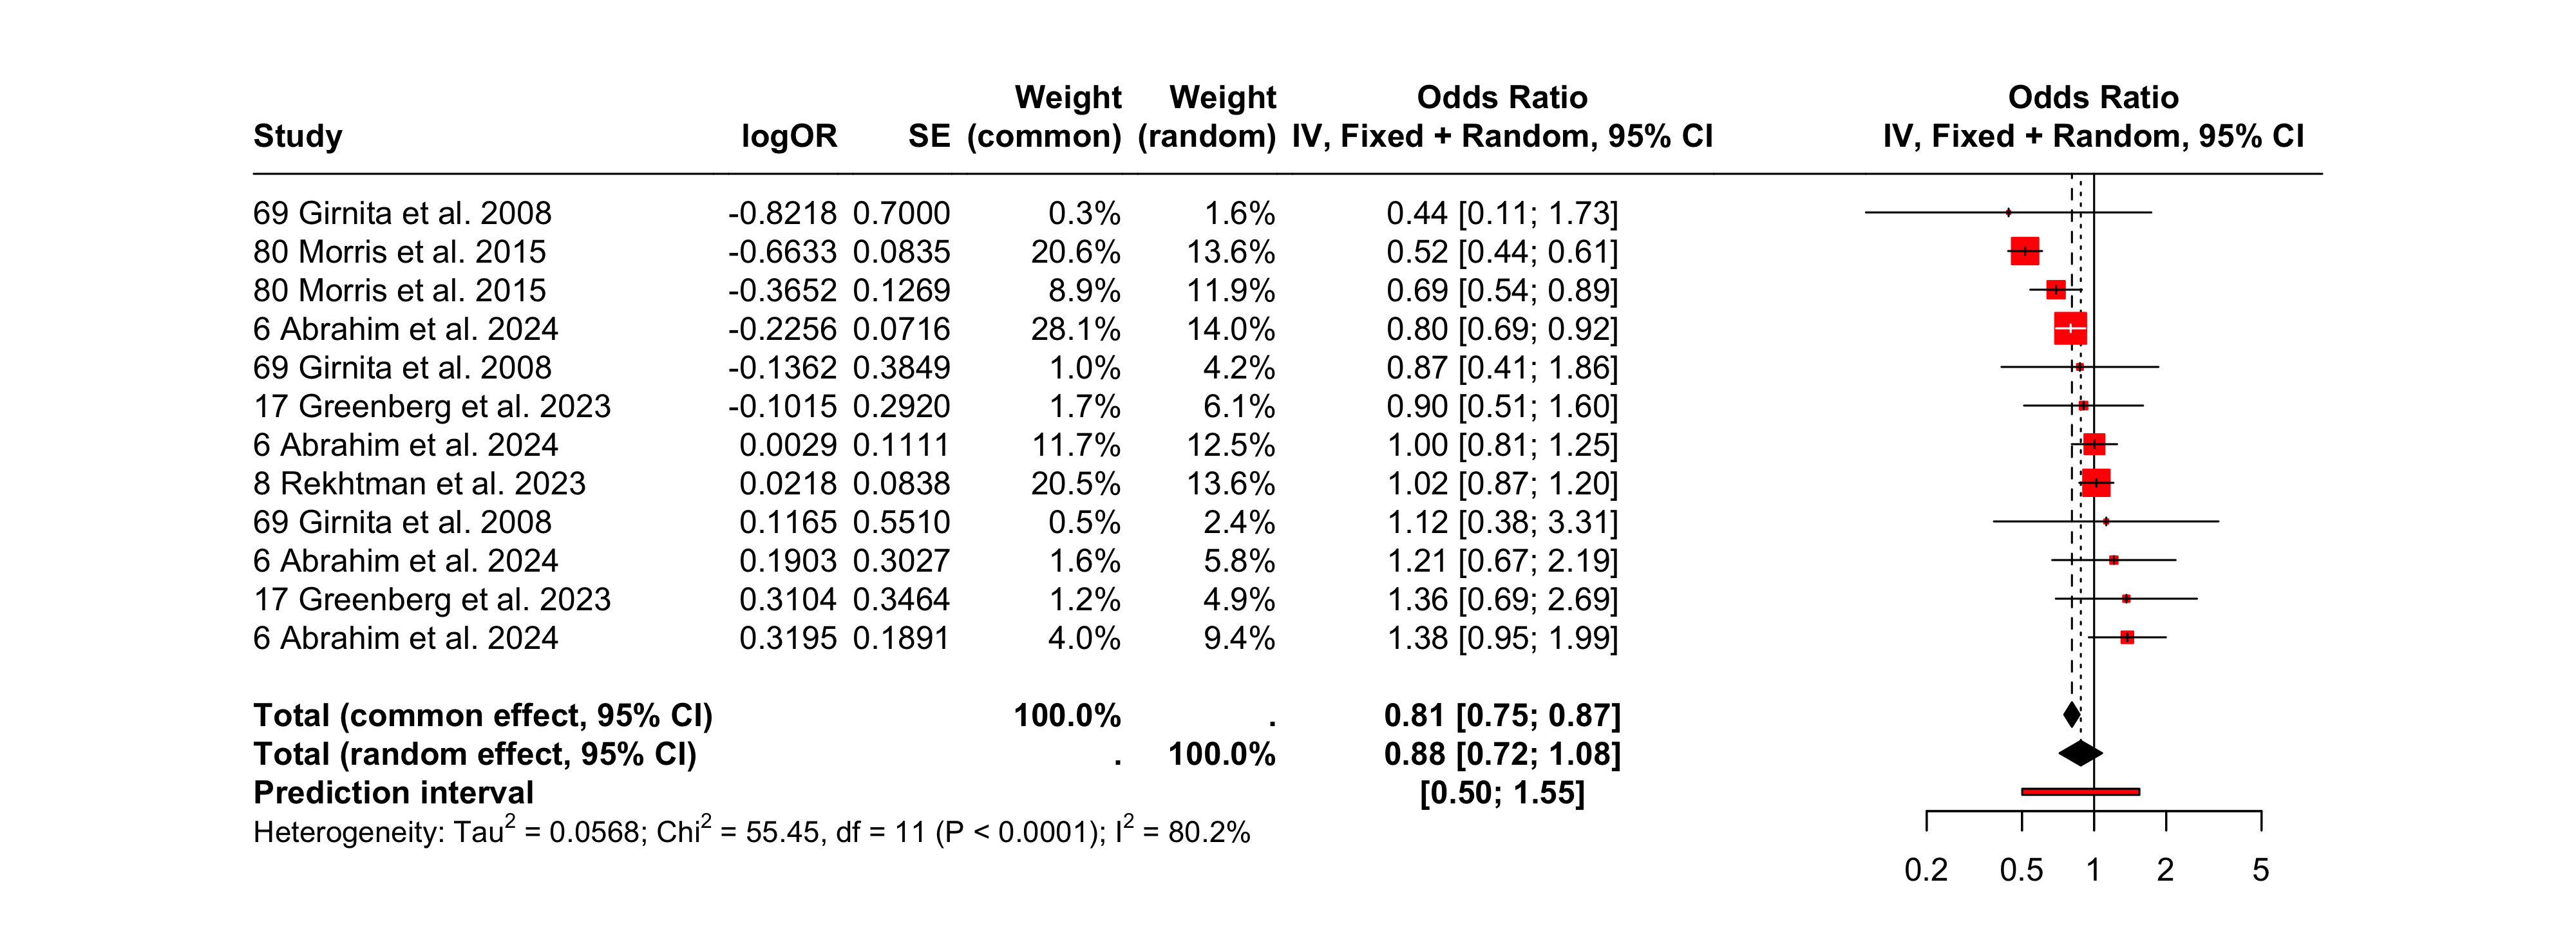 Weight Weight Odds Ratio Odds Ratio
Study logOR SE (common) (random) IV, Fixed + Random, 95% CI IV, Fixed + Random, 95% CI
69 Girnita et al. 2008 -0.8218 0.7000 0.3% 1.6% 0.44 [0.11; 1.73]
80 Morris et al. 2015 -0.6633 0.0835 20.6% 13.6% 0.52 [0.44; 0.61]
80 Morris et al. 2015 -0.3652 0.1269 8.9% 11.9% 0.69 [0.54; 0.89]
6 Abrahim et al. 2024 -0.2256 0.0716 28.1% 14.0% 0.80 [0.69; 0.92]
69 Girnita et al. 2008 -0.1362 0.3849 1.0% 4.2% 0.87 [0.41; 1.86]
17 Greenberg et al. 2023 -0.1015 0.2920 1.7% 6.1% 0.90 [0.51; 1.60]
6 Abrahim et al. 2024 0.0029 0.1111 11.7% 12.5% 1.00 [0.81; 1.25]
8 Rekhtman et al. 2023 0.0218 0.0838 20.5% 13.6% 1.02 [0.87; 1.20]
69 Girnita et al. 2008 0.1165 0.5510 0.5% 2.4% 1.12 [0.38; 3.31]
6 Abrahim et al. 2024 0.1903 0.3027 1.6% 5.8% 1.21 [0.67; 2.19]
17 Greenberg et al. 2023 0.3104 0.3464 1.2% 4.9% 1.36 [0.69; 2.69]
6 Abrahim et al. 2024 0.3195 0.1891 4.0% 9.4% 1.38 [0.95; 1.99]
Total (common effect, 95% CI) 100.0% . 0.81 [0.75; 0.87]
Total (random effect, 95% CI) . 100.0% 0.88 [0.72; 1.08]
Prediction interval [0.50; 1.55]
Heterogeneity: Tau² = 0.0568; Chi² = 55.45, df = 11 (P < 0.0001); I² = 80.2%
0.2 0.5 1 2 5